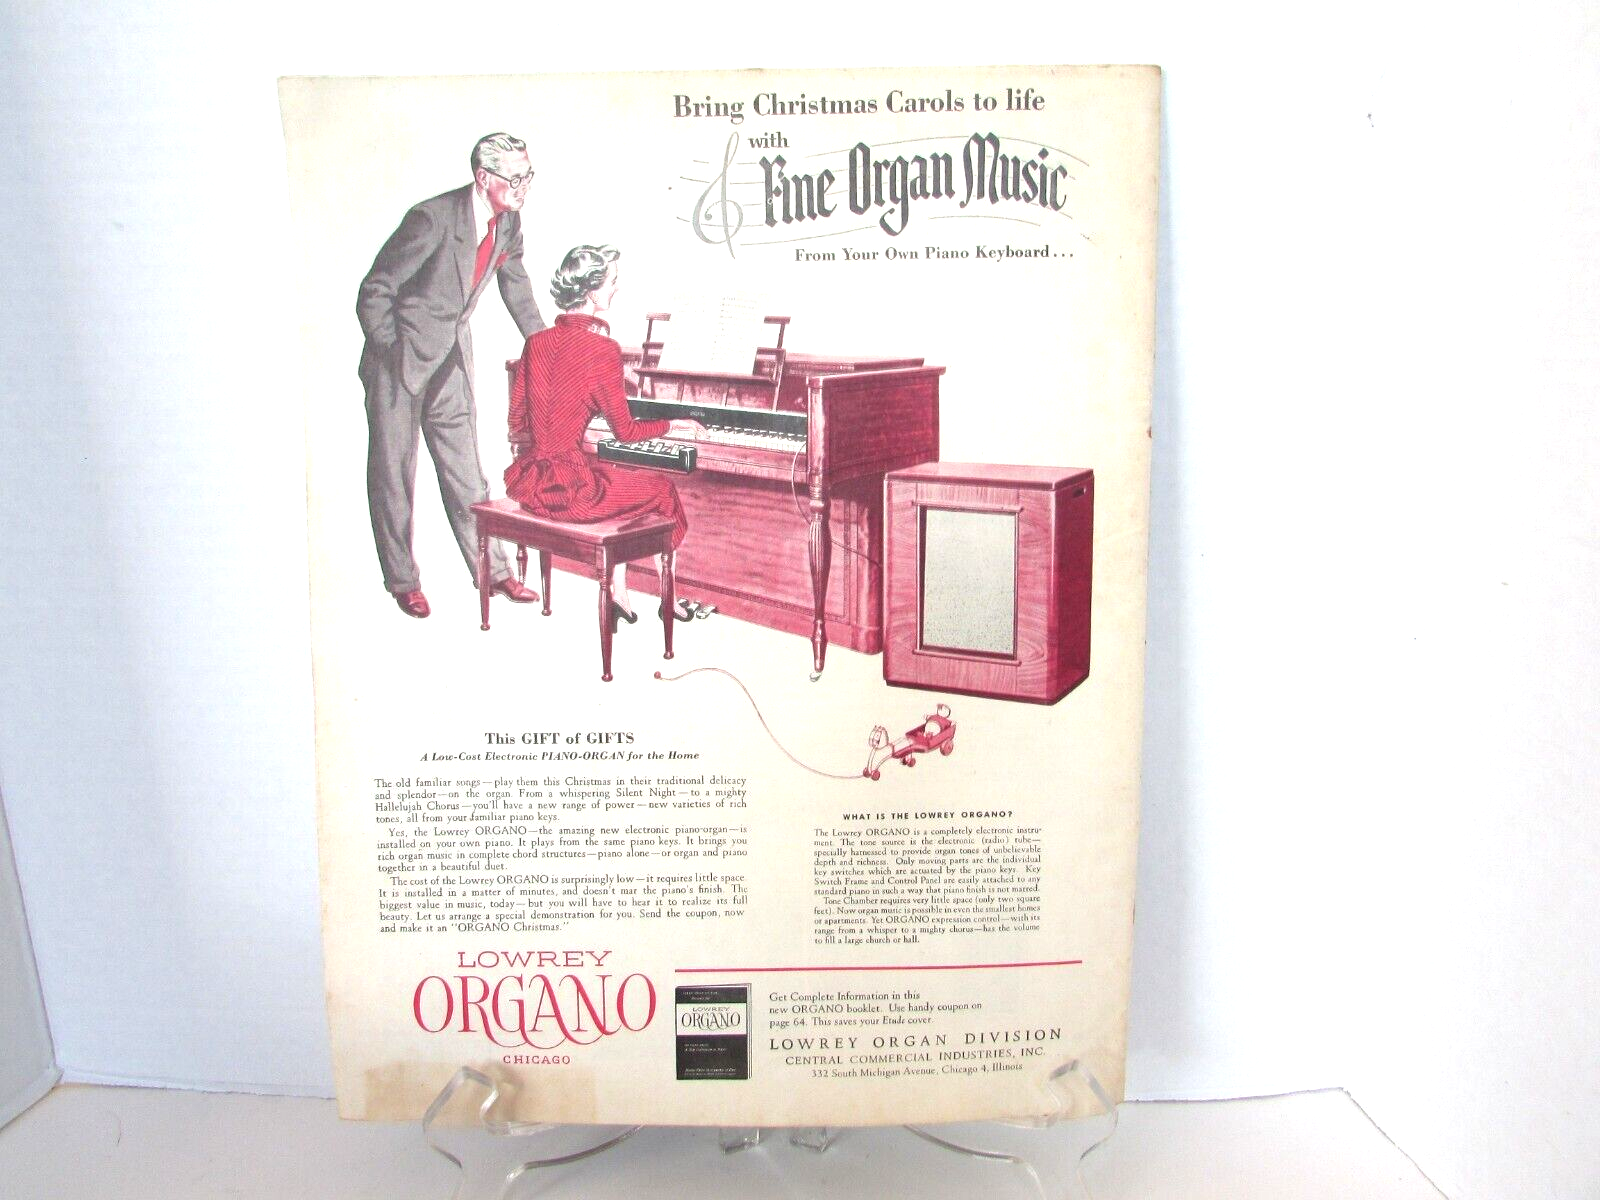 Bring Christmas Carols to life
with
Fine Organ Music
From Your Own Piano Keyboard...
This GIFT of GIFTS
A Low-Cost Electronic PIANO-ORGAN for the Home
The old familiar songs—play them this Christmas in their traditional delicacy
and splendor—on the organ. From a whispering Silent Night—to a mighty
Hallelujah Chorus—you'll have a new range of power—new varieties of rich
tones, all from your familiar piano keys.
Yes, the Lowrey ORGANO—the amazing new electronic piano-organ—is
installed on your own piano. It plays from the same piano keys. It brings you
rich organ music in complete chord structures—piano alone—or organ and piano
together in a beautiful duet.
The cost of the Lowrey ORGANO is surprisingly low—it requires little space.
It is installed in a matter of minutes, and doesn't mar the piano's finish. The
biggest value in music, today—but you will have to hear it to realize its full
beauty. Let us arrange a special demonstration for you. Send the coupon, now
and make it an "ORGANO Christmas."
LOWREY
ORGANO
CHICAGO
WHAT IS THE LOWREY ORGANO?
The Lowrey ORGANO is a completely electronic instru-
ment. The tone source is the electronic (radio) tube—
specially harnessed to provide organ tones of unbelievable
depth and richness. Only moving parts are the individual
key switches which are actuated by the piano keys. Key
Switch Frame and Control Panel are easily attached to any
standard piano in such a way that piano finish is not marred.
Tone Chamber requires very little space (only two square
feet). Now organ music is possible in even the smallest homes
or apartments. Yet ORGANO expression control—with its
range from a whisper to a mighty chorus—has the volume
to fill a large church or hall.
LOWREY
ORGANO
Get Complete Information in this
new ORGANO booklet. Use handy coupon on
page 64. This saves your Etude cover.
LOWREY ORGAN DIVISION
CENTRAL COMMERCIAL INDUSTRIES, INC.
332 South Michigan Avenue, Chicago 4, Illinois